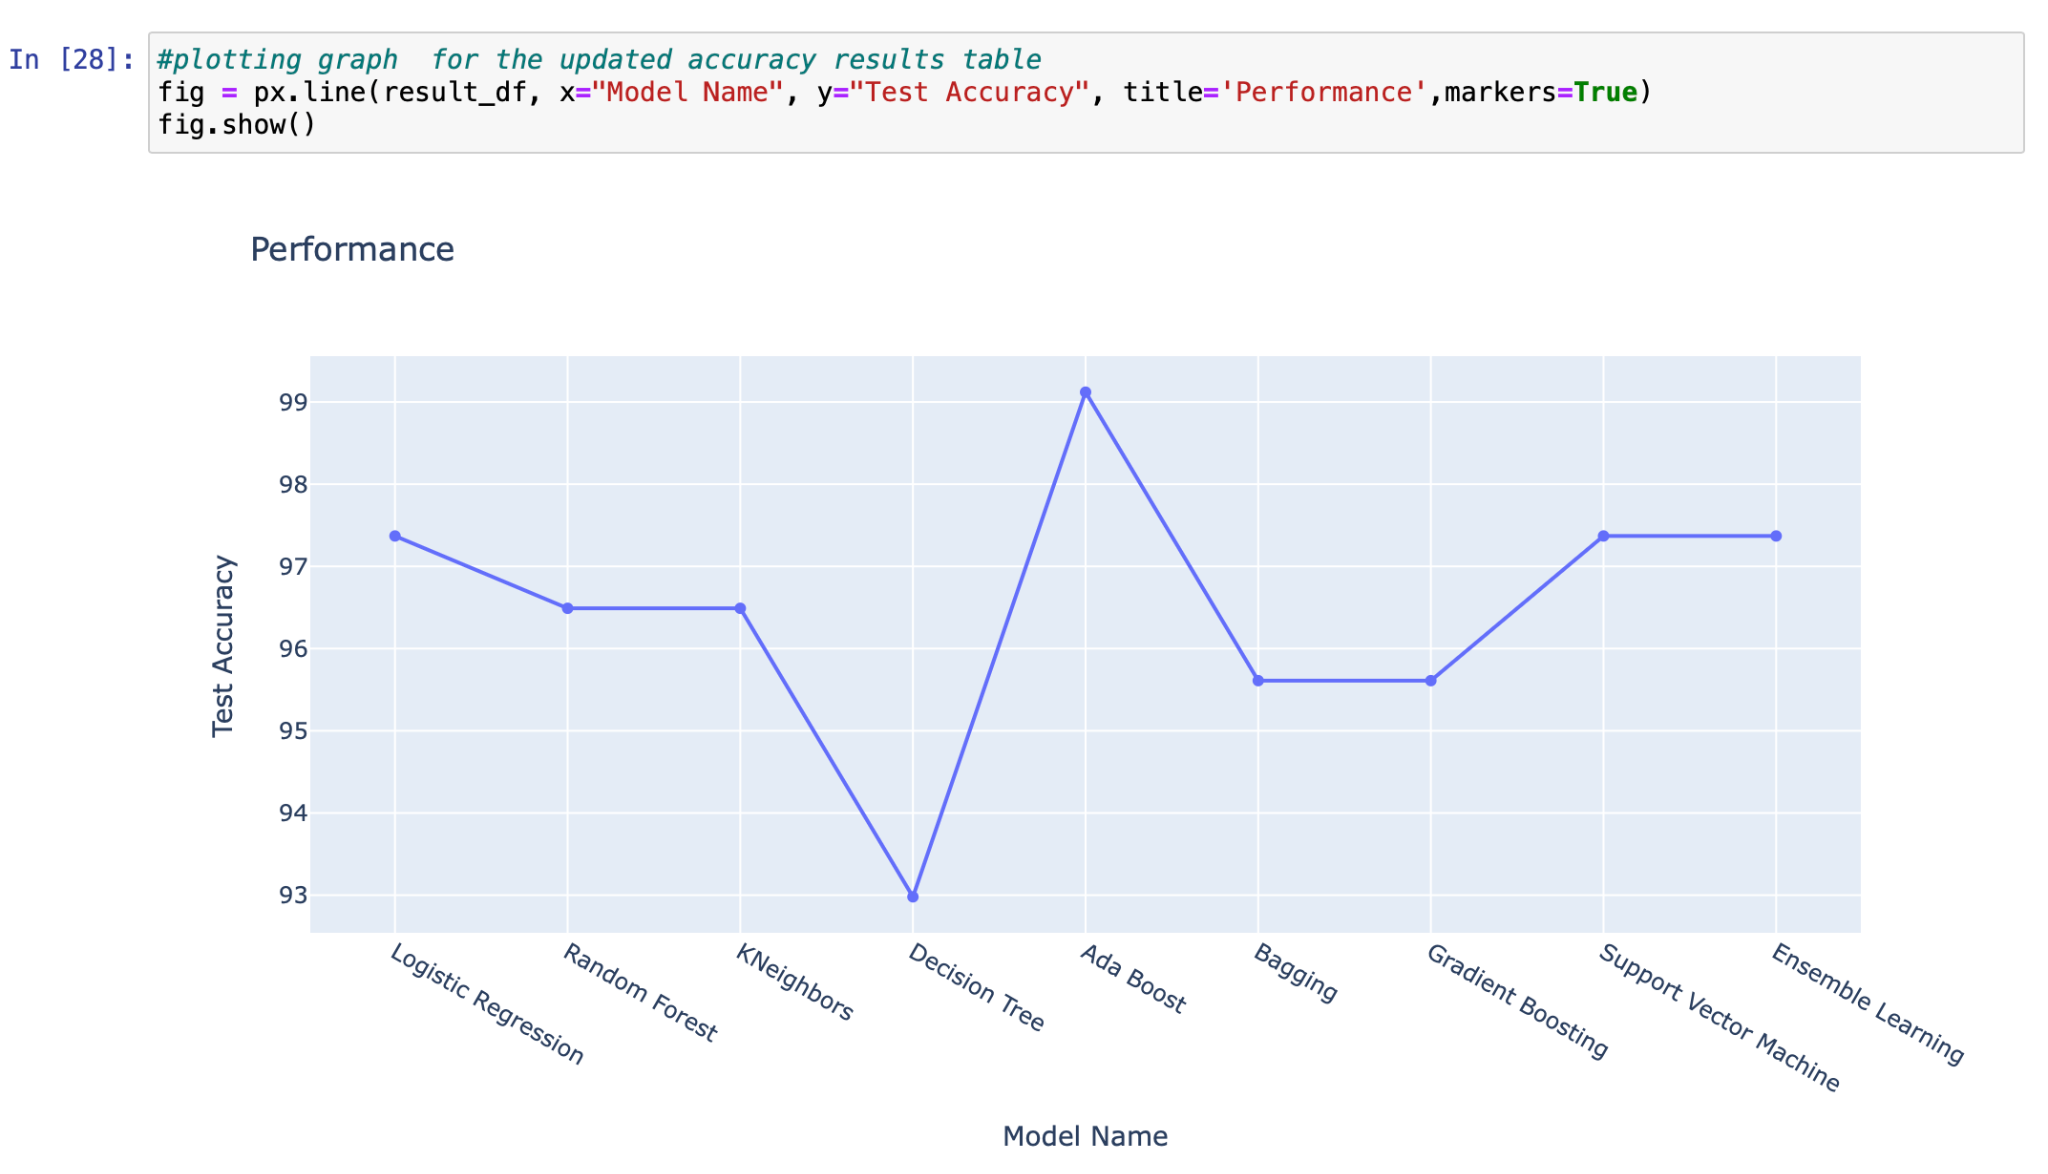 In [28]:
#plotting graph  for the updated accuracy results table
fig = px.line(result_df, x="Model Name", y="Test Accuracy", title='Performance',markers=True)
fig.show()
Performance
99
98
97
96
95
94
93
Test Accuracy
Logistic Regression
Random Forest
KNeighbors
Decision Tree
Ada Boost
Bagging
Gradient Boosting
Support Vector Machine
Ensemble Learning
Model Name